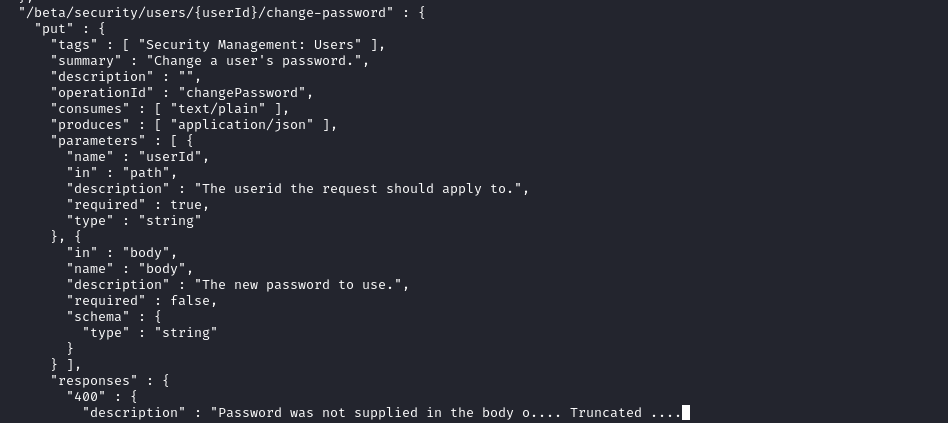 "/beta/security/users/{userId}/change-password" : {
"put" : {
"tags" : [ "Security Management: Users" ],
"summary" : "Change a user's password.",
"description" : "",
"operationId" : "changePassword",
"consumes" : [ "text/plain" ],
"produces" : [ "application/json" ],
"parameters" : [ {
"name" : "userId",
"in" : "path",
"description" : "The userid the request should apply to.",
"required" : true,
"type" : "string"
}, {
"in" : "body",
"name" : "body",
"description" : "The new password to use.",
"required" : false,
"schema" : {
"type" : "string"
}
} ],
"responses" : {
"400" : {
"description" : "Password was not supplied in the body o.... Truncated ....